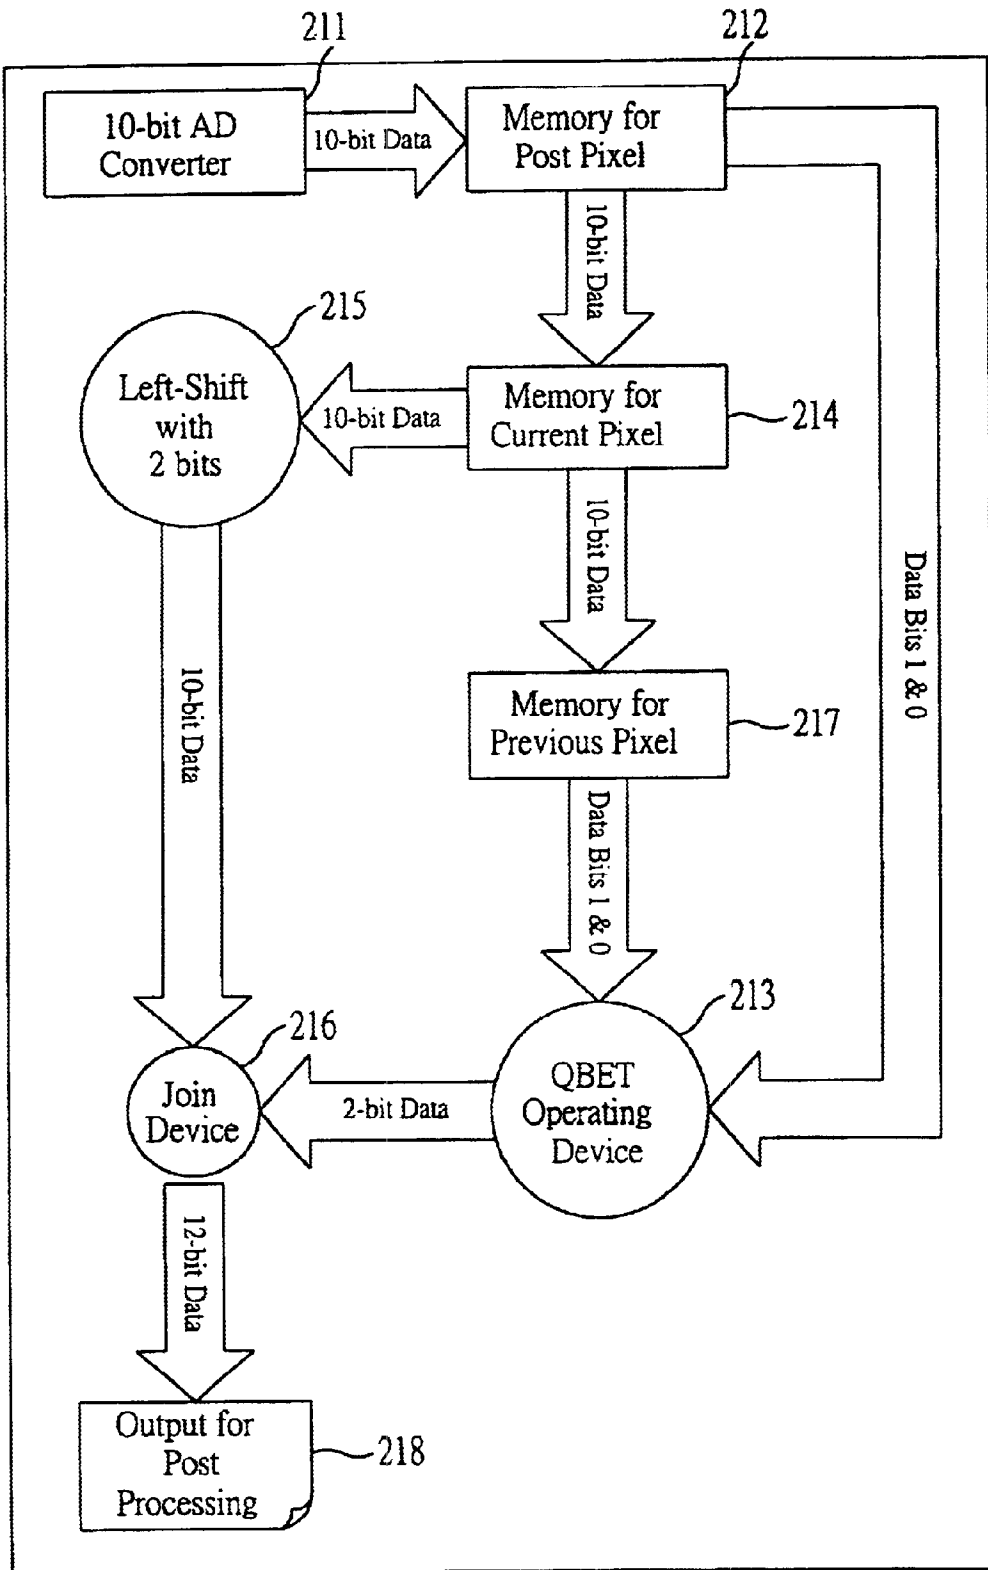 211
212
10-bit AD
Converter
10-bit Data
Memory for
Post Pixel
10-bit Data
215
Left-Shift
with
2 bits
10-bit Data
Memory for
Current Pixel
214
10-bit Data
Data Bits 1 & 0
10-bit Data
Memory for
Previous Pixel
217
Data Bits 1 & 0
213
216
Join
Device
2-bit Data
QBET
Operating
Device
12-bit Data
Output for
Post
Processing
218